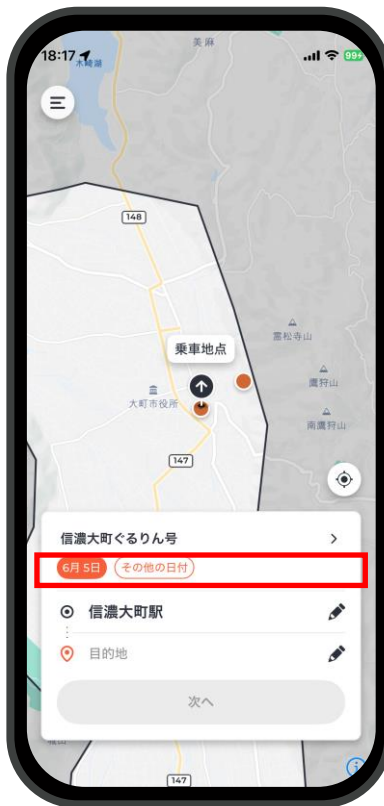 美麻
18:17
木崎湖
99+
148
乗車地点
霊松寺山
鷹狩山
大町市役所
南鷹狩山
147
信濃大町ぐるりん号
6月 5日 その他の日付
信濃大町駅
目的地
次へ
147